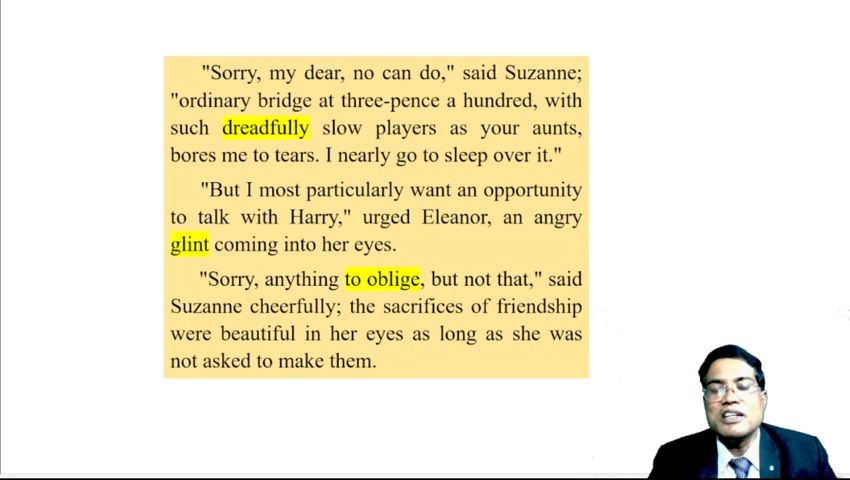 "Sorry, my dear, no can do," said Suzanne;
"ordinary bridge at three-pence a hundred, with
such dreadfully slow players as your aunts,
bores me to tears. I nearly go to sleep over it."
"But I most particularly want an opportunity
to talk with Harry," urged Eleanor, an angry
glint coming into her eyes.
"Sorry, anything to oblige, but not that," said
Suzanne cheerfully; the sacrifices of friendship
were beautiful in her eyes as long as she was
not asked to make them.